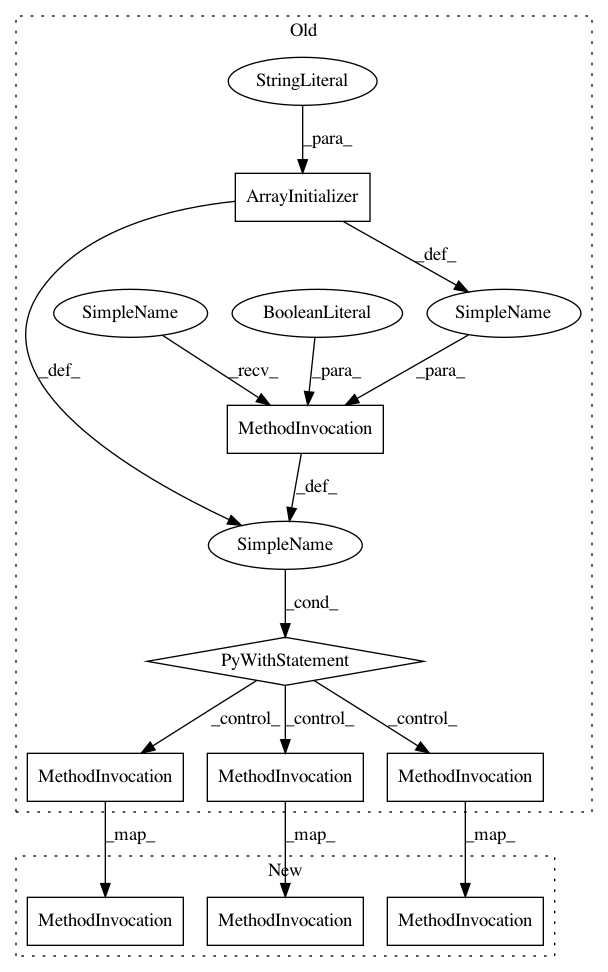 Old
StringLiteral
_para_
ArrayInitializer
_def_
SimpleName
BooleanLiteral
SimpleName
_def_
_recv_
_para_
_para_
MethodInvocation
_def_
SimpleName
_cond_
PyWithStatement
_control_
_control_
_control_
MethodInvocation
MethodInvocation
MethodInvocation
_map_
_map_
_map_
New
MethodInvocation
MethodInvocation
MethodInvocation